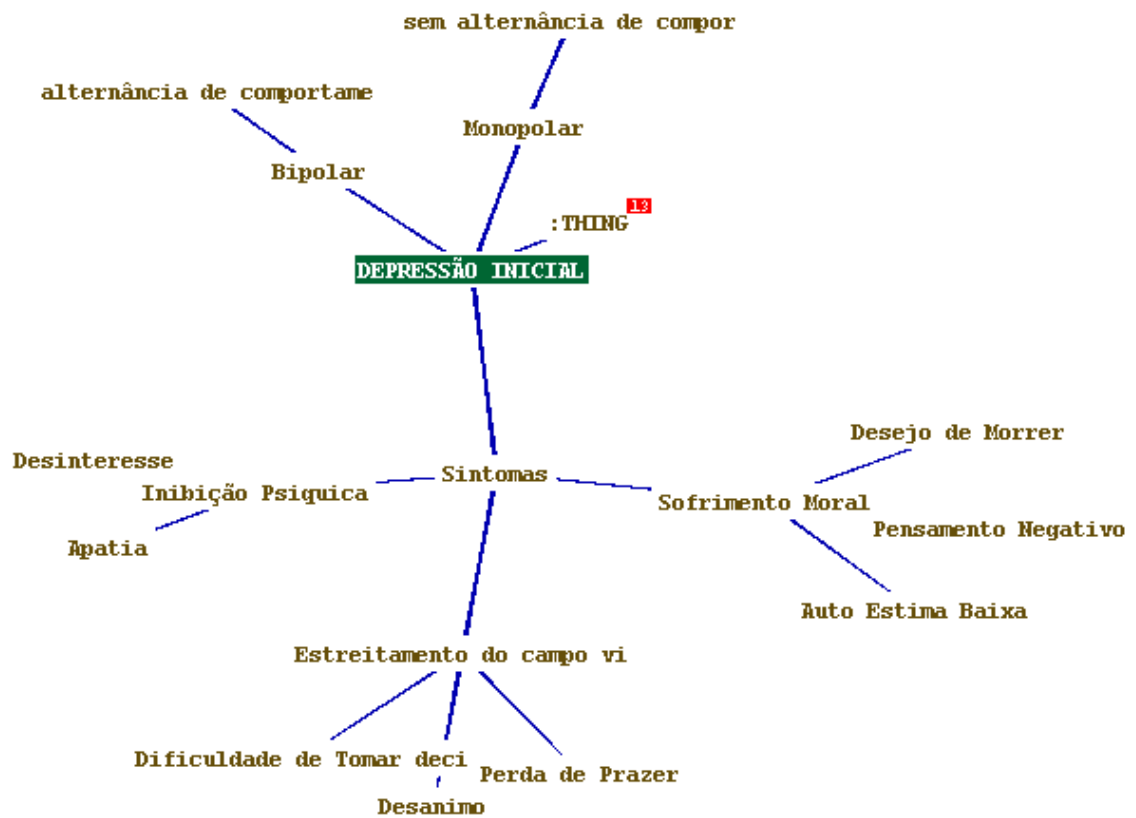 sem alternância de compor
alternância de comportame
Monopolar
Bipolar
13
:THING
DEPRESSÃO INICIAL
Desejo de Morrer
Desinteresse
Sintomas
Inibição Psiquica
Sofrimento Moral
Pensamento Negativo
Apatia
Auto Estima Baixa
Estreitamento do campo vi
Dificuldade de Tomar deci
Perda de Prazer
Desanimo